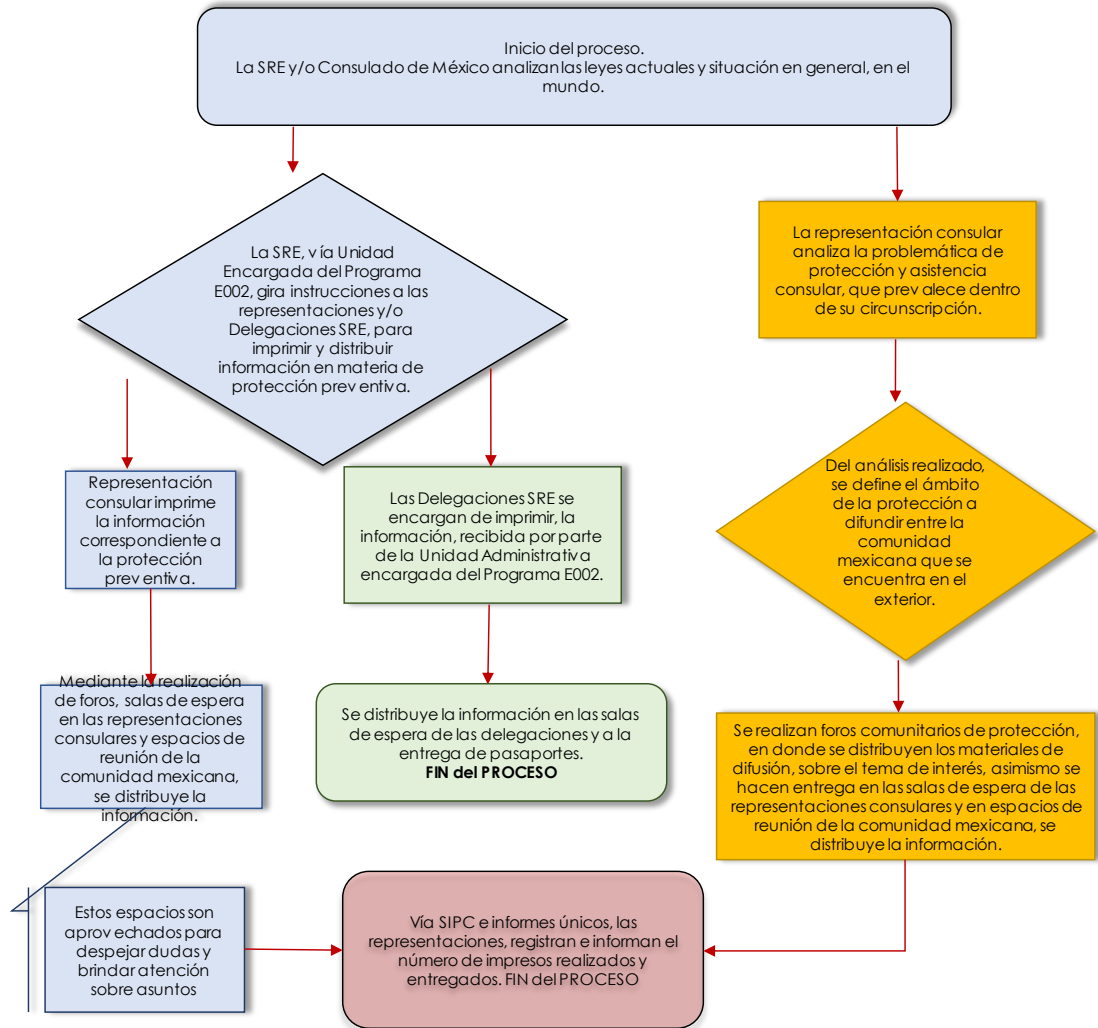 Inicio del proceso.
La SRE y/o Consulado de México analizan las leyes actuales y situación en general, en el
mundo.
La SRE, vía Unidad
Encargada del Programa
E002, gira instrucciones a las
representaciones y/o
Delegaciones SRE, para
imprimir y distribuir
información en materia de
protección preventiva.
La representación consular
analiza la problemática de
protección y asistencia
consular, que prevalece dentro
de su circunscripción.
Representación
consular imprime
la información
correspondiente a
la protección
preventiva.
Las Delegaciones SRE se
encargan de imprimir, la
información, recibida por parte
de la Unidad Administrativa
encargada del Programa E002.
Del análisis realizado,
se define el ámbito
de la protección a
difundir entre la
comunidad
mexicana que se
encuentra en el
exterior.
Mediante la realización
de foros, salas de espera
en las representaciones
consulares y espacios de
reunión de la
comunidad mexicana,
se distribuye la
información.
Se distribuye la información en las salas
de espera de las delegaciones y a la
entrega de pasaportes.
FIN del PROCESO
Se realizan foros comunitarios de protección,
en donde se distribuyen los materiales de
difusión, sobre el tema de interés, asimismo se
hacen entrega en las salas de espera de las
representaciones consulares y en espacios de
reunión de la comunidad mexicana, se
distribuye la información.
Estos espacios son
aprovechados para
despejar dudas y
brindar atención
sobre asuntos
Vía SIPC e informes únicos, las
representaciones, registran e informan el
número de impresos realizados y
entregados. FIN del PROCESO